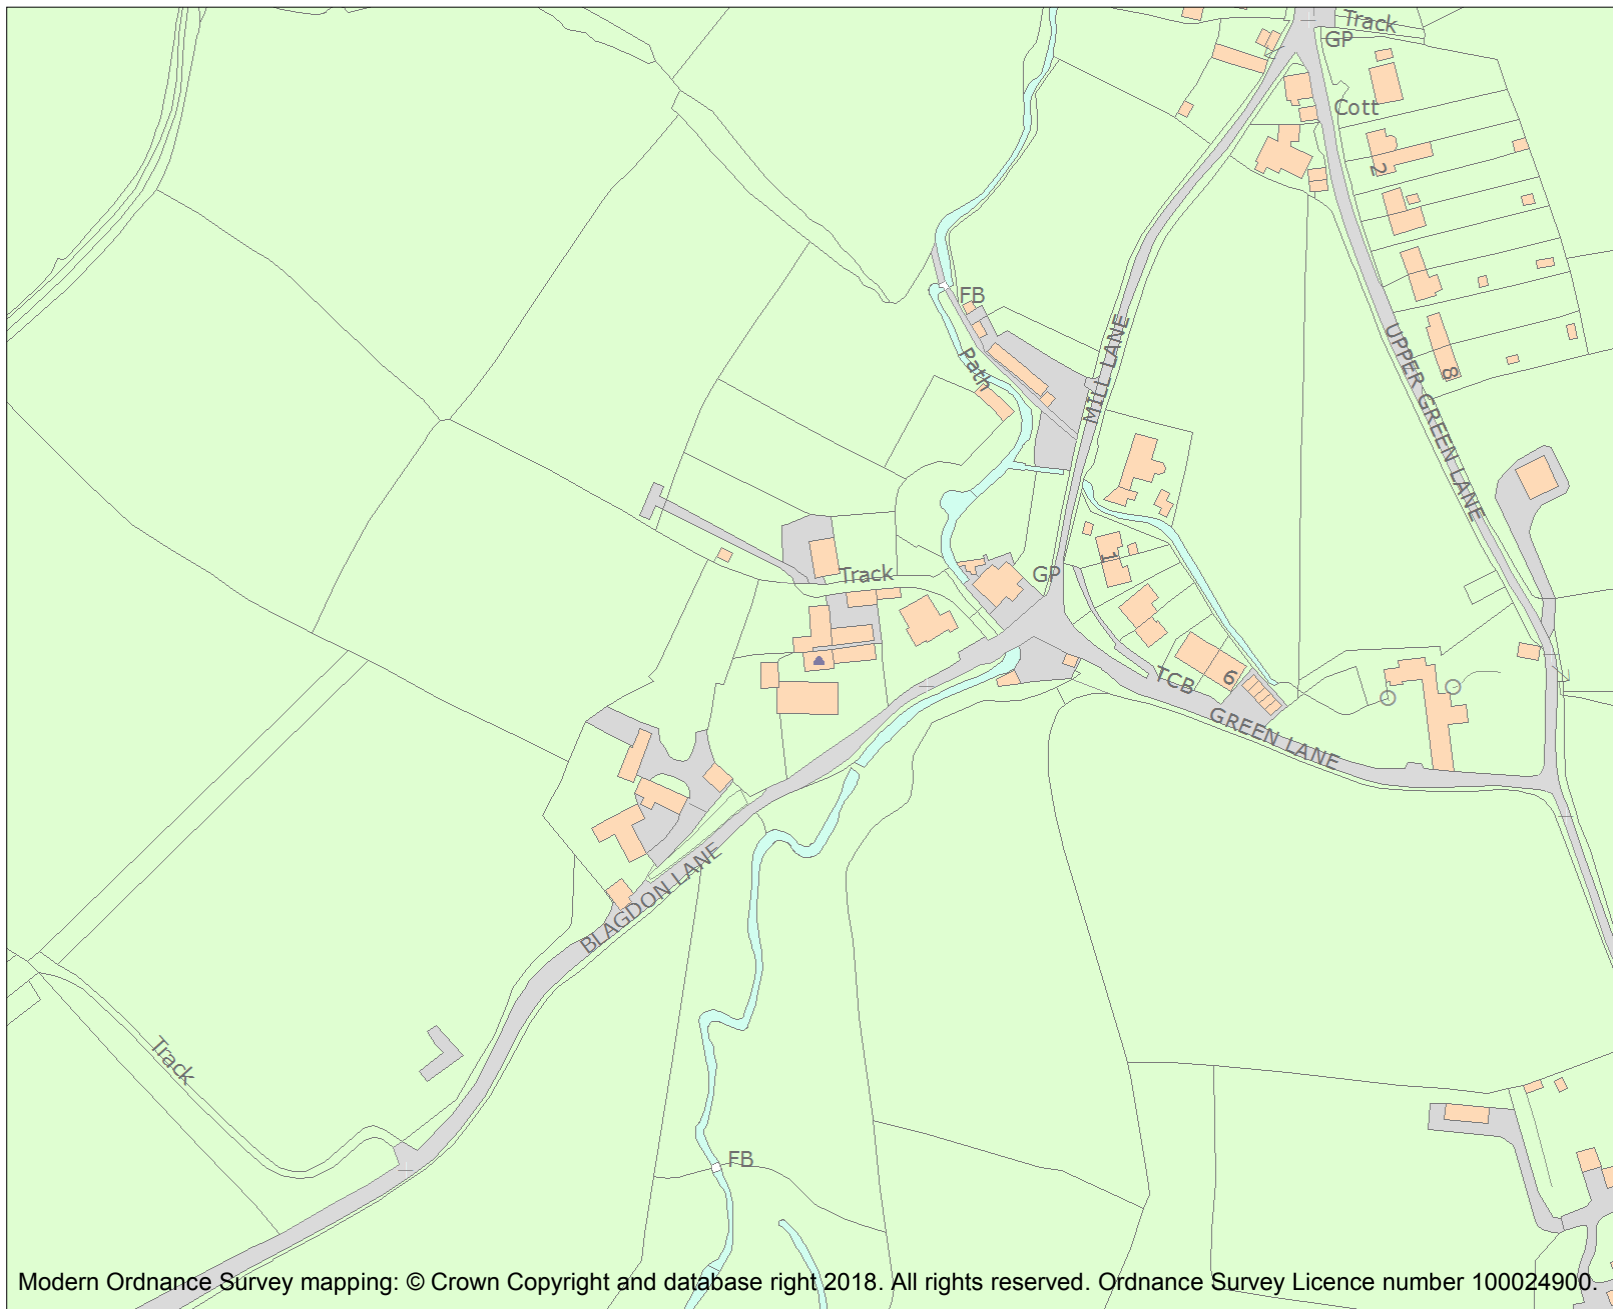 Track
GP
Cott
2
FB
Path
MILL LANE
UPPER GREEN LANE
8
1
GP
Track
TCB
6
GREEN LANE
BLAGDON LANE
Track
FB
Modern Ordnance Survey mapping: © Crown Copyright and database right 2018. All rights reserved. Ordnance Survey Licence number 100024900.